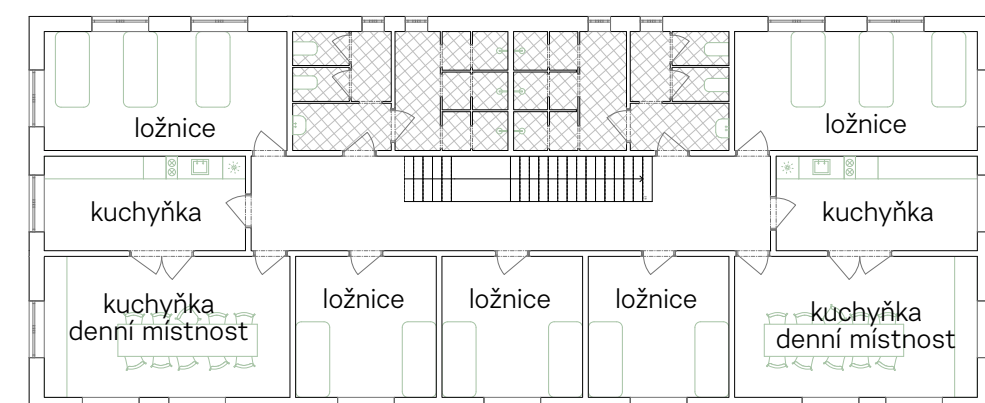 ložnice
ložnice
kuchyňka
kuchyňka
kuchyňka
denní místnost
ložnice
ložnice
ložnice
kuchyňka
denní místnost